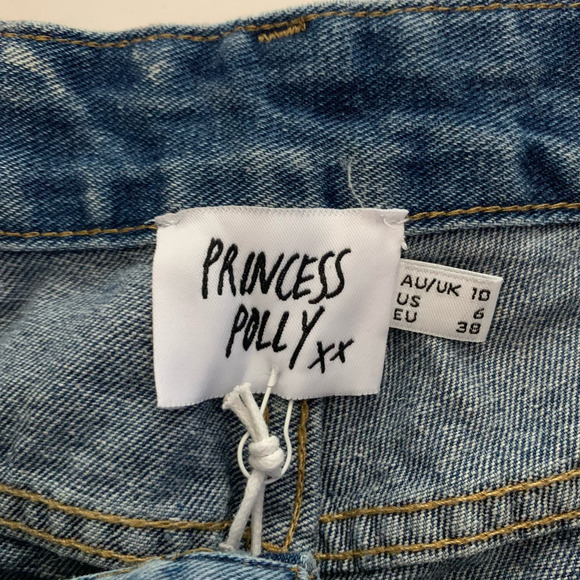 PRINCESS
POLLY xx
AU/UK 10
US 6
EU 38